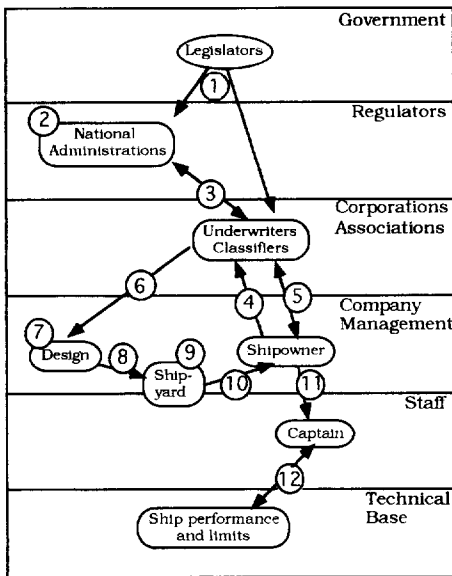 Government
Legislators
1
Regulators
2
National
Administrations
3
Corporations
Associations
Underwriters
Classifiers
6
4
5
Company
Management
7
Design
8
9
Ship-
yard
10
Shipowner
11
Staff
Captain
12
Technical
Base
Ship performance
and limits